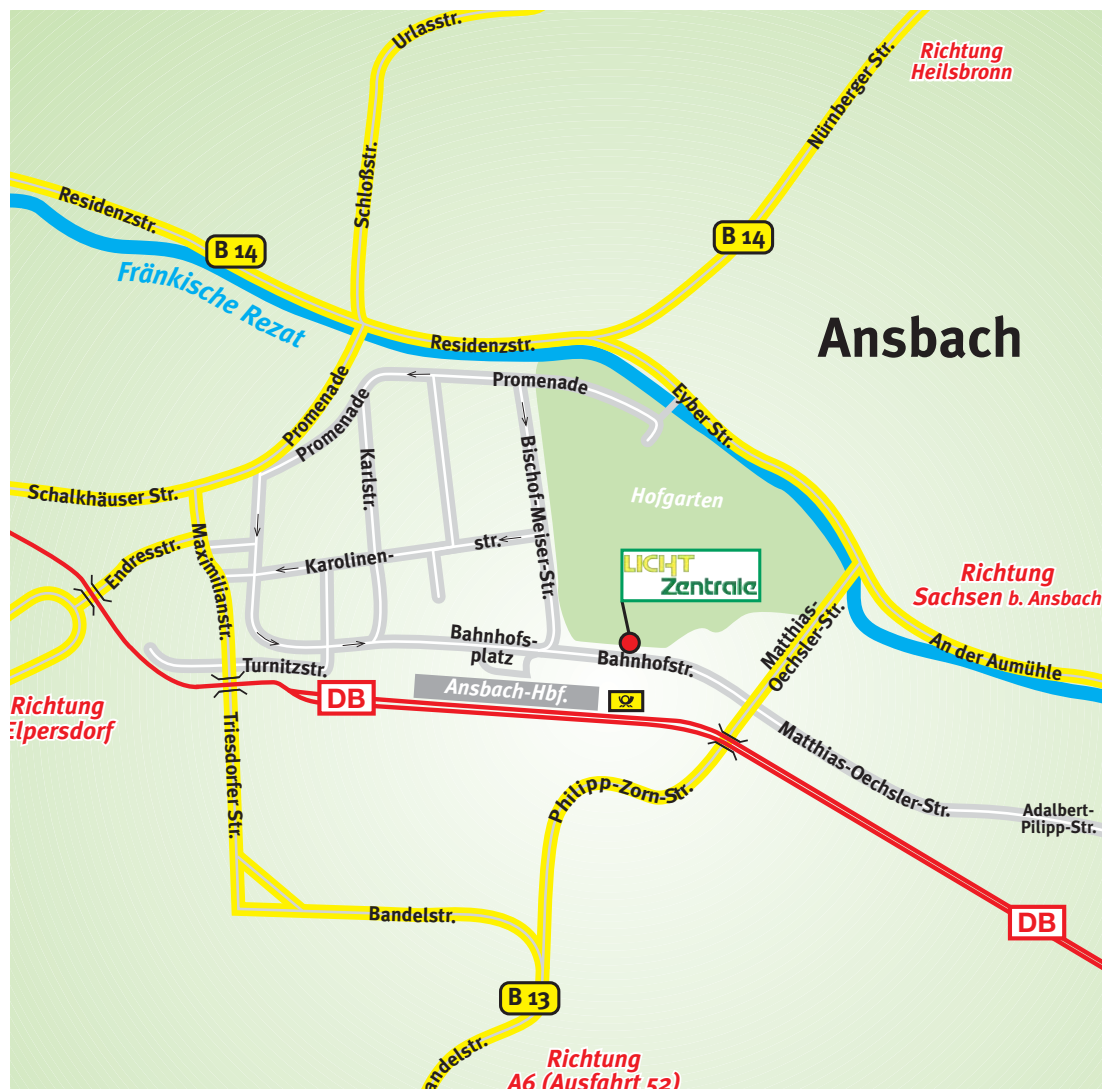 Urlasstr.
Richtung
Heilsbronn
Nürnberger Str.
Schloßstr.
Residenzstr.
B 14
B 14
Fränkische Rezat
Ansbach
Residenzstr.
Promenade
Promenade
Promenade
Eyber Str.
Schalkhäuser Str.
Karlstr.
Bischof-Meiser-Str.
Hofgarten
Endresstr.
Maximilianstr.
Karolinen-
str.
LICHT
Zentrale
Richtung
Sachsen b. Ansbach
Matthias-
Oechsler-Str.
An der Aumühle
Bahnhofs-
platz
Bahnhofstr.
Turnitzstr.
DB
Ansbach-Hbf.
Richtung
Elpersdorf
Triesdorfer Str.
Matthias-Oechsler-Str.
Philipp-Zorn-Str.
Adalbert-
Pilipp-Str.
Bandelstr.
DB
B 13
andelstr.
Richtung
A6 (Ausfahrt 52)